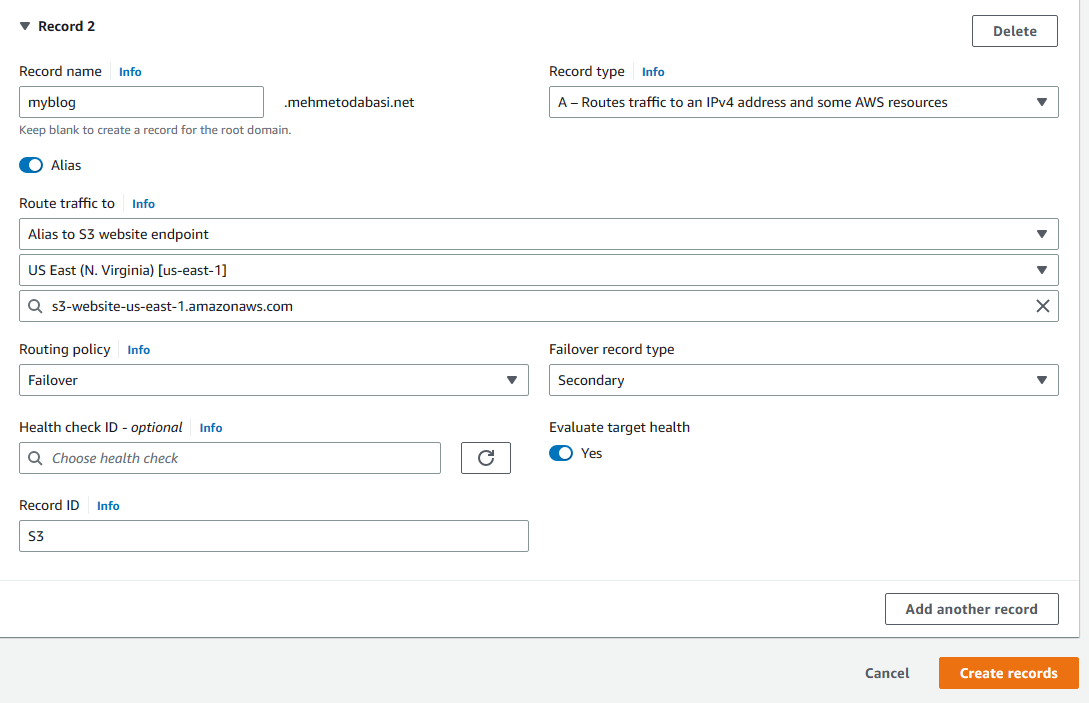 Record 2
Delete
Record name Info
Record type Info
myblog .mehmetodabasi.net
A – Routes traffic to an IPv4 address and some AWS resources
Keep blank to create a record for the root domain.
Alias
Route traffic to Info
Alias to S3 website endpoint
US East (N. Virginia) [us-east-1]
s3-website-us-east-1.amazonaws.com
Routing policy Info
Failover record type
Failover
Secondary
Health check ID - optional Info
Evaluate target health
Choose health check
Yes
Record ID Info
S3
Add another record
Cancel
Create records